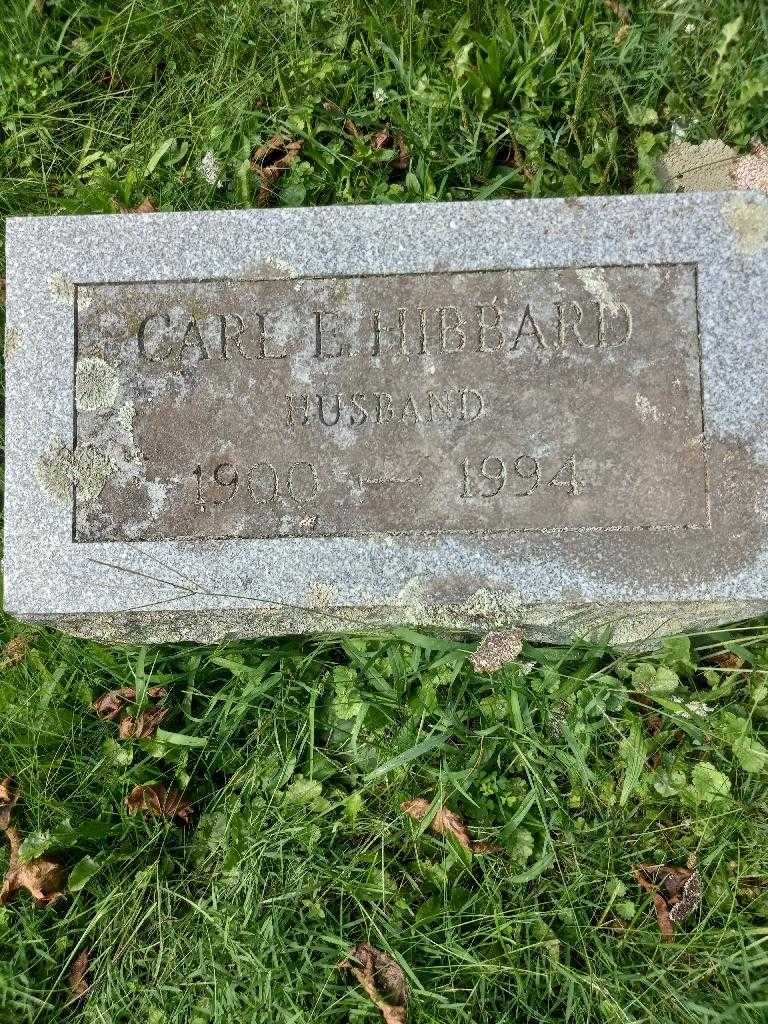 CARL E. HIBBARD
HUSBAND
1900 — 1994